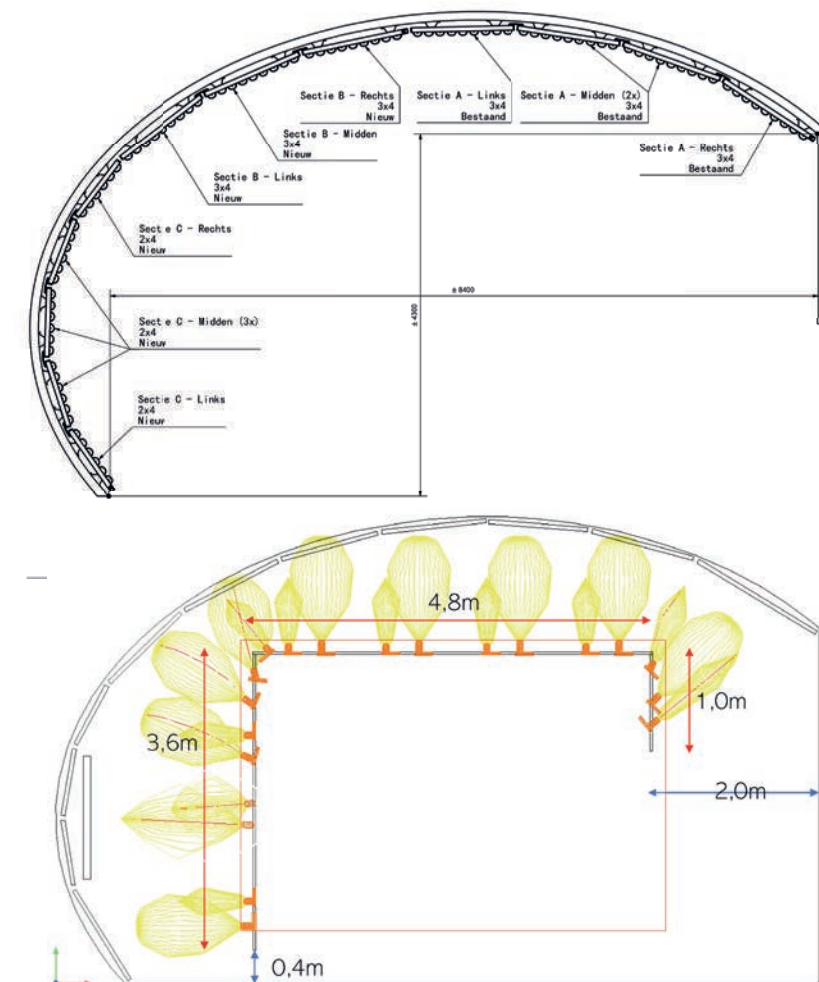 Sectie B - Rechts
3x4
Nieuw
Sectie A - Links
3x4
Bestaand
Sectie A - Midden (2x)
3x4
Bestaand
Sectie B - Midden
3x4
Nieuw
Sectie A - Rechts
3x4
Bestaand
Sectie B - Links
3x4
Nieuw
Sectie C - Rechts
2x4
Nieuw
± 8400
± 4300
Sectie C - Midden (3x)
2x4
Nieuw
Sectie C - Links
2x4
Nieuw
4,8m
1,0m
3,6m
2,0m
0,4m